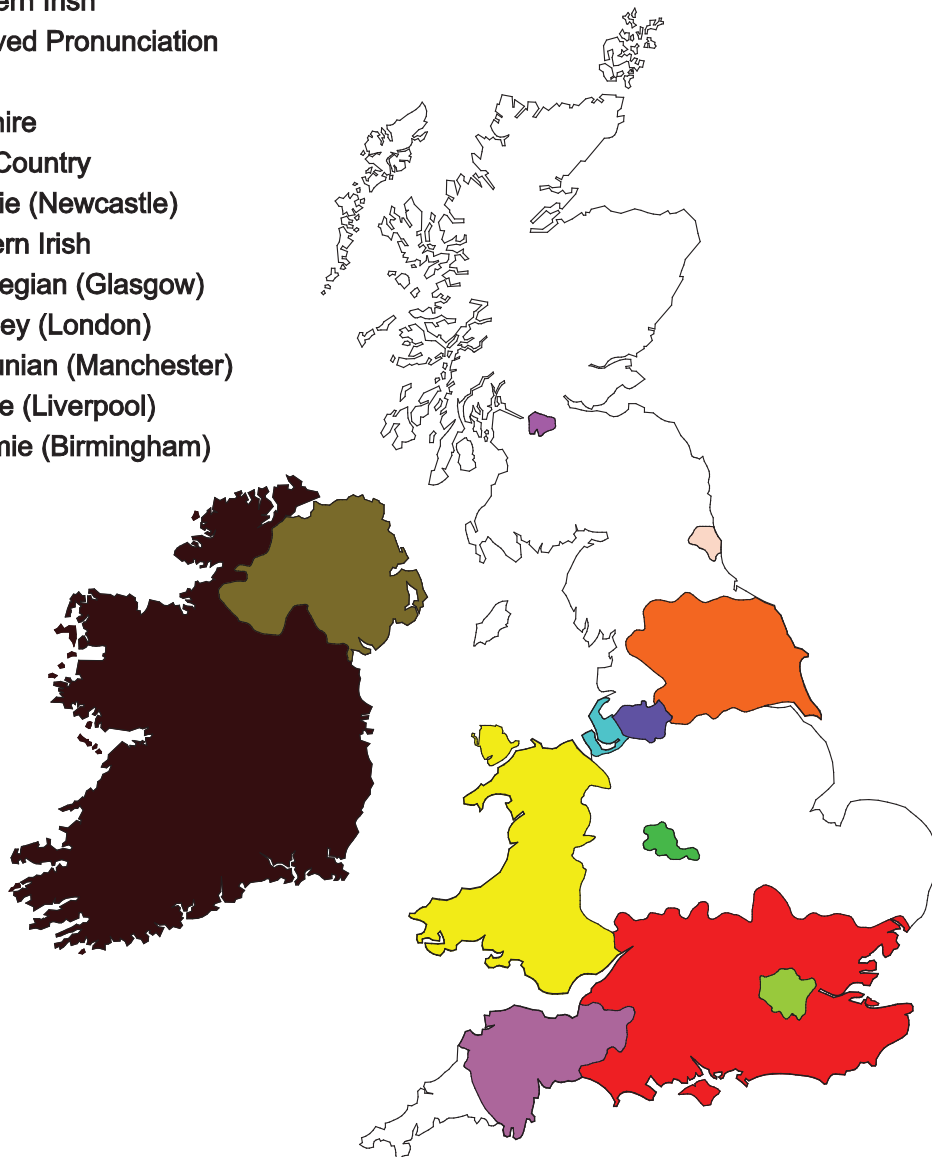 ern Irish
ved Pronunciation
hire
Country
ie (Newcastle)
ern Irish
egian (Glasgow)
ey (London)
unian (Manchester)
e (Liverpool)
mie (Birmingham)